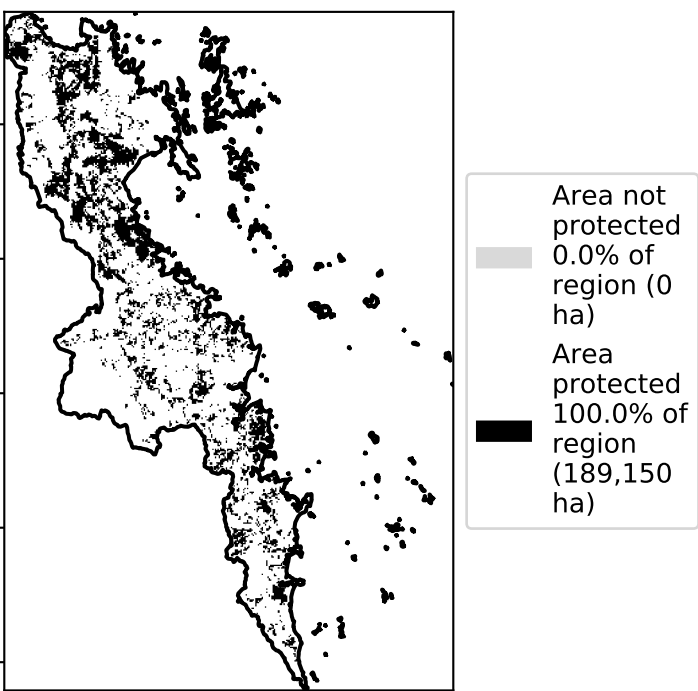 Area not
protected
0.0% of
region (0
ha)
Area
protected
100.0% of
region
(189,150
ha)